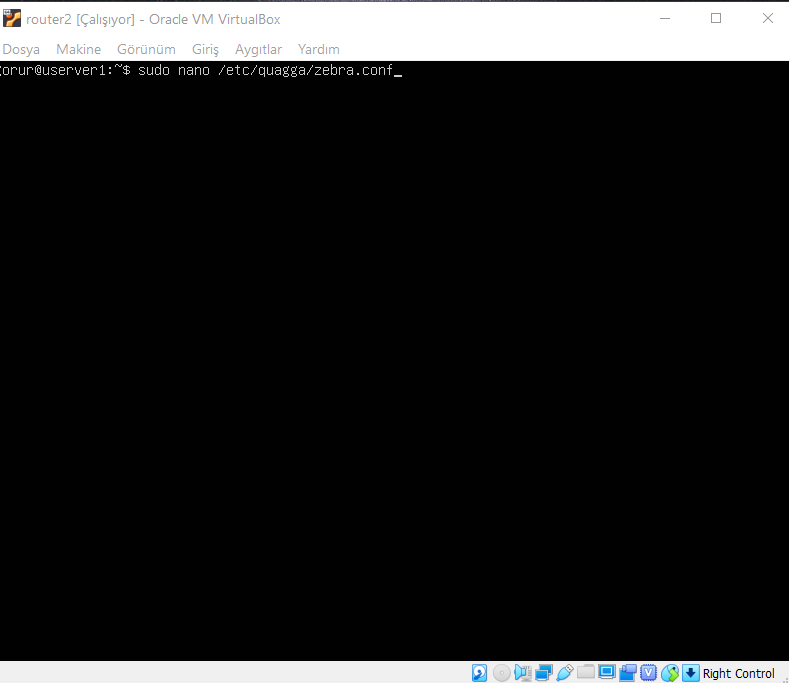 router2 [Çalışıyor] - Oracle VM VirtualBox
Dosya Makine Görünüm Giriş Aygıtlar Yardım
gorur@userver1:~$ sudo nano /etc/quagga/zebra.conf_
Right Control